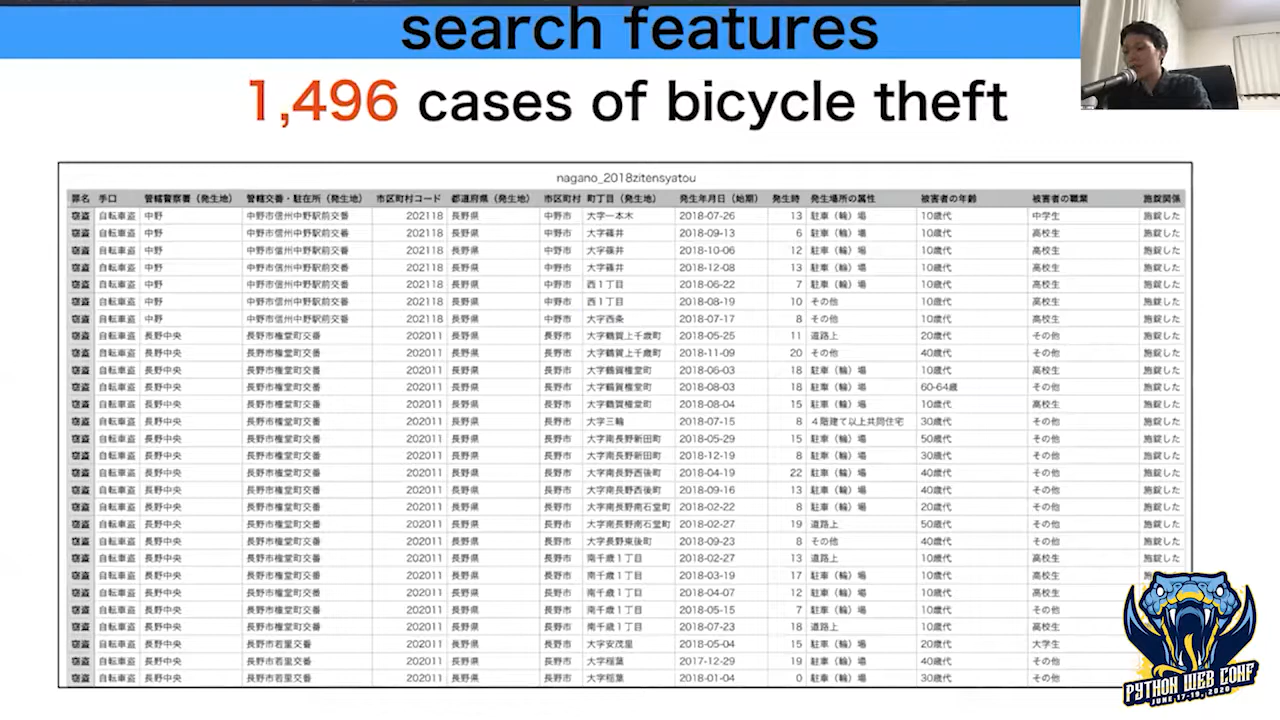 search features
1,496 cases of bicycle theft
nagano_2018zitensyatou
罪名 手口 管轄警察署（発生地） 管轄交番・駐在所（発生地） 市区町村コード 都道府県（発生地） 市区町村 町丁目（発生地） 発生年月日（始期） 発生時 発生場所の属性 被害者の年齢 被害者の職業 施錠関係
窃盗 自転車盗 中野 中野市信州中野駅前交番 202118 長野県 中野市 大字一本木 2018-07-26 13 駐車（輪）場 10歳代 中学生 施錠した
窃盗 自転車盗 中野 中野市信州中野駅前交番 202118 長野県 中野市 大字篠井 2018-09-13 6 駐車（輪）場 10歳代 高校生 施錠した
窃盗 自転車盗 中野 中野市信州中野駅前交番 202118 長野県 中野市 大字篠井 2018-10-06 12 駐車（輪）場 10歳代 高校生 施錠した
窃盗 自転車盗 中野 中野市信州中野駅前交番 202118 長野県 中野市 大字篠井 2018-12-08 13 駐車（輪）場 10歳代 高校生 施錠した
窃盗 自転車盗 中野 中野市信州中野駅前交番 202118 長野県 中野市 西１丁目 2018-06-22 7 駐車（輪）場 10歳代 高校生 施錠した
窃盗 自転車盗 中野 中野市信州中野駅前交番 202118 長野県 中野市 西１丁目 2018-08-19 10 その他 10歳代 高校生 施錠した
窃盗 自転車盗 中野 中野市信州中野駅前交番 202118 長野県 中野市 大字西条 2018-07-17 8 その他 10歳代 高校生 施錠した
窃盗 自転車盗 長野中央 長野市権堂町交番 202011 長野県 長野市 大字鶴賀上千歳町 2018-05-25 11 道路上 20歳代 その他 施錠した
窃盗 自転車盗 長野中央 長野市権堂町交番 202011 長野県 長野市 大字鶴賀上千歳町 2018-11-09 20 その他 40歳代 その他 施錠した
窃盗 自転車盗 長野中央 長野市権堂町交番 202011 長野県 長野市 大字鶴賀権堂町 2018-06-03 18 駐車（輪）場 10歳代 高校生 施錠した
窃盗 自転車盗 長野中央 長野市権堂町交番 202011 長野県 長野市 大字鶴賀権堂町 2018-08-03 18 駐車（輪）場 60-64歳 その他 施錠した
窃盗 自転車盗 長野中央 長野市権堂町交番 202011 長野県 長野市 大字鶴賀権堂町 2018-08-04 15 駐車（輪）場 10歳代 高校生 施錠した
窃盗 自転車盗 長野中央 長野市権堂町交番 202011 長野県 長野市 大字三輪 2018-07-15 8 ４階建て以上共同住宅 30歳代 その他 施錠した
窃盗 自転車盗 長野中央 長野市権堂町交番 202011 長野県 長野市 大字南長野新田町 2018-05-29 15 駐車（輪）場 50歳代 その他 施錠した
窃盗 自転車盗 長野中央 長野市権堂町交番 202011 長野県 長野市 大字南長野新田町 2018-12-19 8 駐車（輪）場 30歳代 その他 施錠した
窃盗 自転車盗 長野中央 長野市権堂町交番 202011 長野県 長野市 大字南長野西後町 2018-04-19 22 駐車（輪）場 40歳代 その他 施錠した
窃盗 自転車盗 長野中央 長野市権堂町交番 202011 長野県 長野市 大字南長野西後町 2018-09-16 13 駐車（輪）場 40歳代 その他 施錠した
窃盗 自転車盗 長野中央 長野市権堂町交番 202011 長野県 長野市 大字南長野南石堂町 2018-02-22 8 駐車（輪）場 20歳代 その他 施錠した
窃盗 自転車盗 長野中央 長野市権堂町交番 202011 長野県 長野市 大字南長野南石堂町 2018-02-27 19 道路上 50歳代 その他 施錠した
窃盗 自転車盗 長野中央 長野市権堂町交番 202011 長野県 長野市 大字長野東後町 2018-09-23 8 その他 40歳代 その他 施錠した
窃盗 自転車盗 長野中央 長野市権堂町交番 202011 長野県 長野市 南千歳１丁目 2018-02-27 13 道路上 10歳代 高校生 施錠した
窃盗 自転車盗 長野中央 長野市権堂町交番 202011 長野県 長野市 南千歳１丁目 2018-03-19 17 駐車（輪）場 10歳代 高校生
窃盗 自転車盗 長野中央 長野市権堂町交番 202011 長野県 長野市 南千歳１丁目 2018-04-07 12 駐車（輪）場 10歳代 高校生
窃盗 自転車盗 長野中央 長野市権堂町交番 202011 長野県 長野市 南千歳１丁目 2018-05-15 7 駐車（輪）場 10歳代 その他
窃盗 自転車盗 長野中央 長野市権堂町交番 202011 長野県 長野市 南千歳１丁目 2018-07-23 18 道路上 10歳代 高校生
窃盗 自転車盗 長野中央 長野市若里交番 202011 長野県 長野市 大字安茂里 2018-05-04 15 駐車（輪）場 20歳代 大学生
窃盗 自転車盗 長野中央 長野市若里交番 202011 長野県 長野市 大字稲葉 2017-12-29 19 駐車（輪）場 40歳代 その他
窃盗 自転車盗 長野中央 長野市若里交番 202011 長野県 長野市 大字稲葉 2018-01-04 0 駐車（輪）場 30歳代 その他
PYTHON WEB CONF
JUNE 17-19, 2020